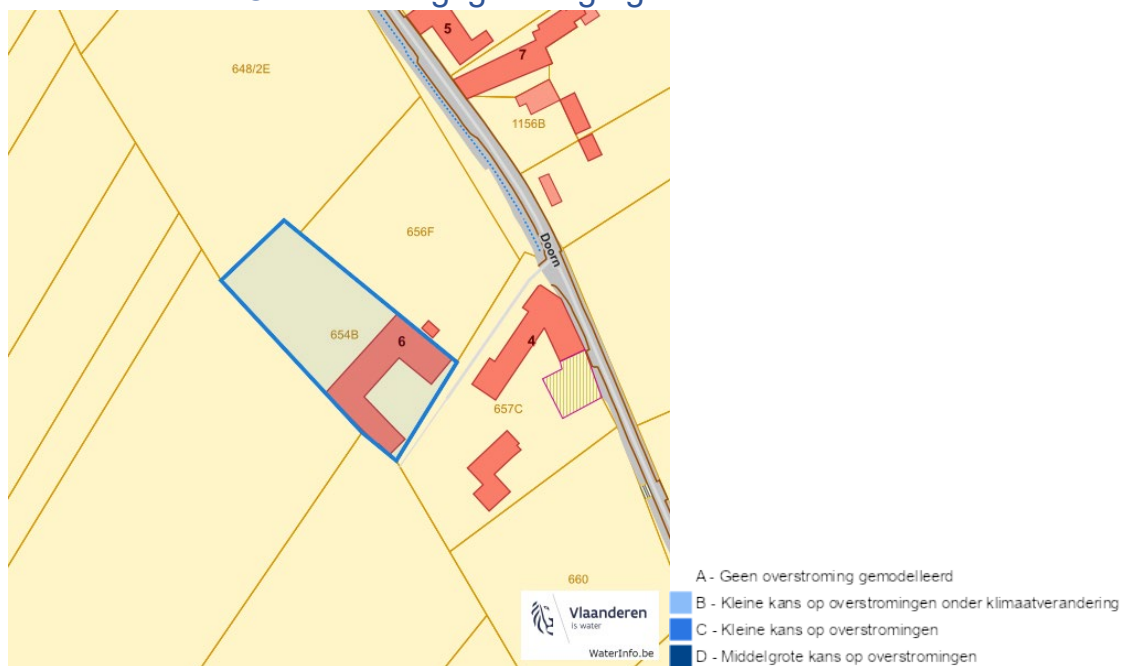 5
7
648/2E
1156B
656F
Doorn
654B
6
4
657C
660
Vlaanderen
is water
WaterInfo.be
A - Geen overstroming gemodelleerd
B - Kleine kans op overstromingen onder klimaatverandering
C - Kleine kans op overstromingen
D - Middelgrote kans op overstromingen